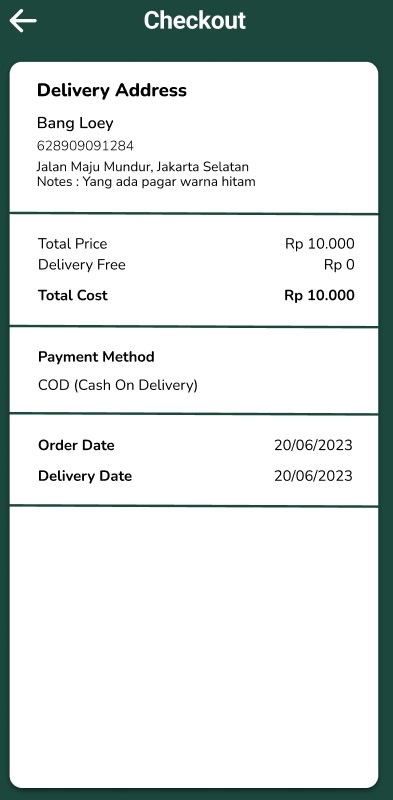 Checkout
Delivery Address
Bang Loey
628909091284
Jalan Maju Mundur, Jakarta Selatan
Notes : Yang ada pagar warna hitam
Total Price Rp 10.000
Delivery Free Rp 0
Total Cost Rp 10.000
Payment Method
COD (Cash On Delivery)
Order Date 20/06/2023
Delivery Date 20/06/2023